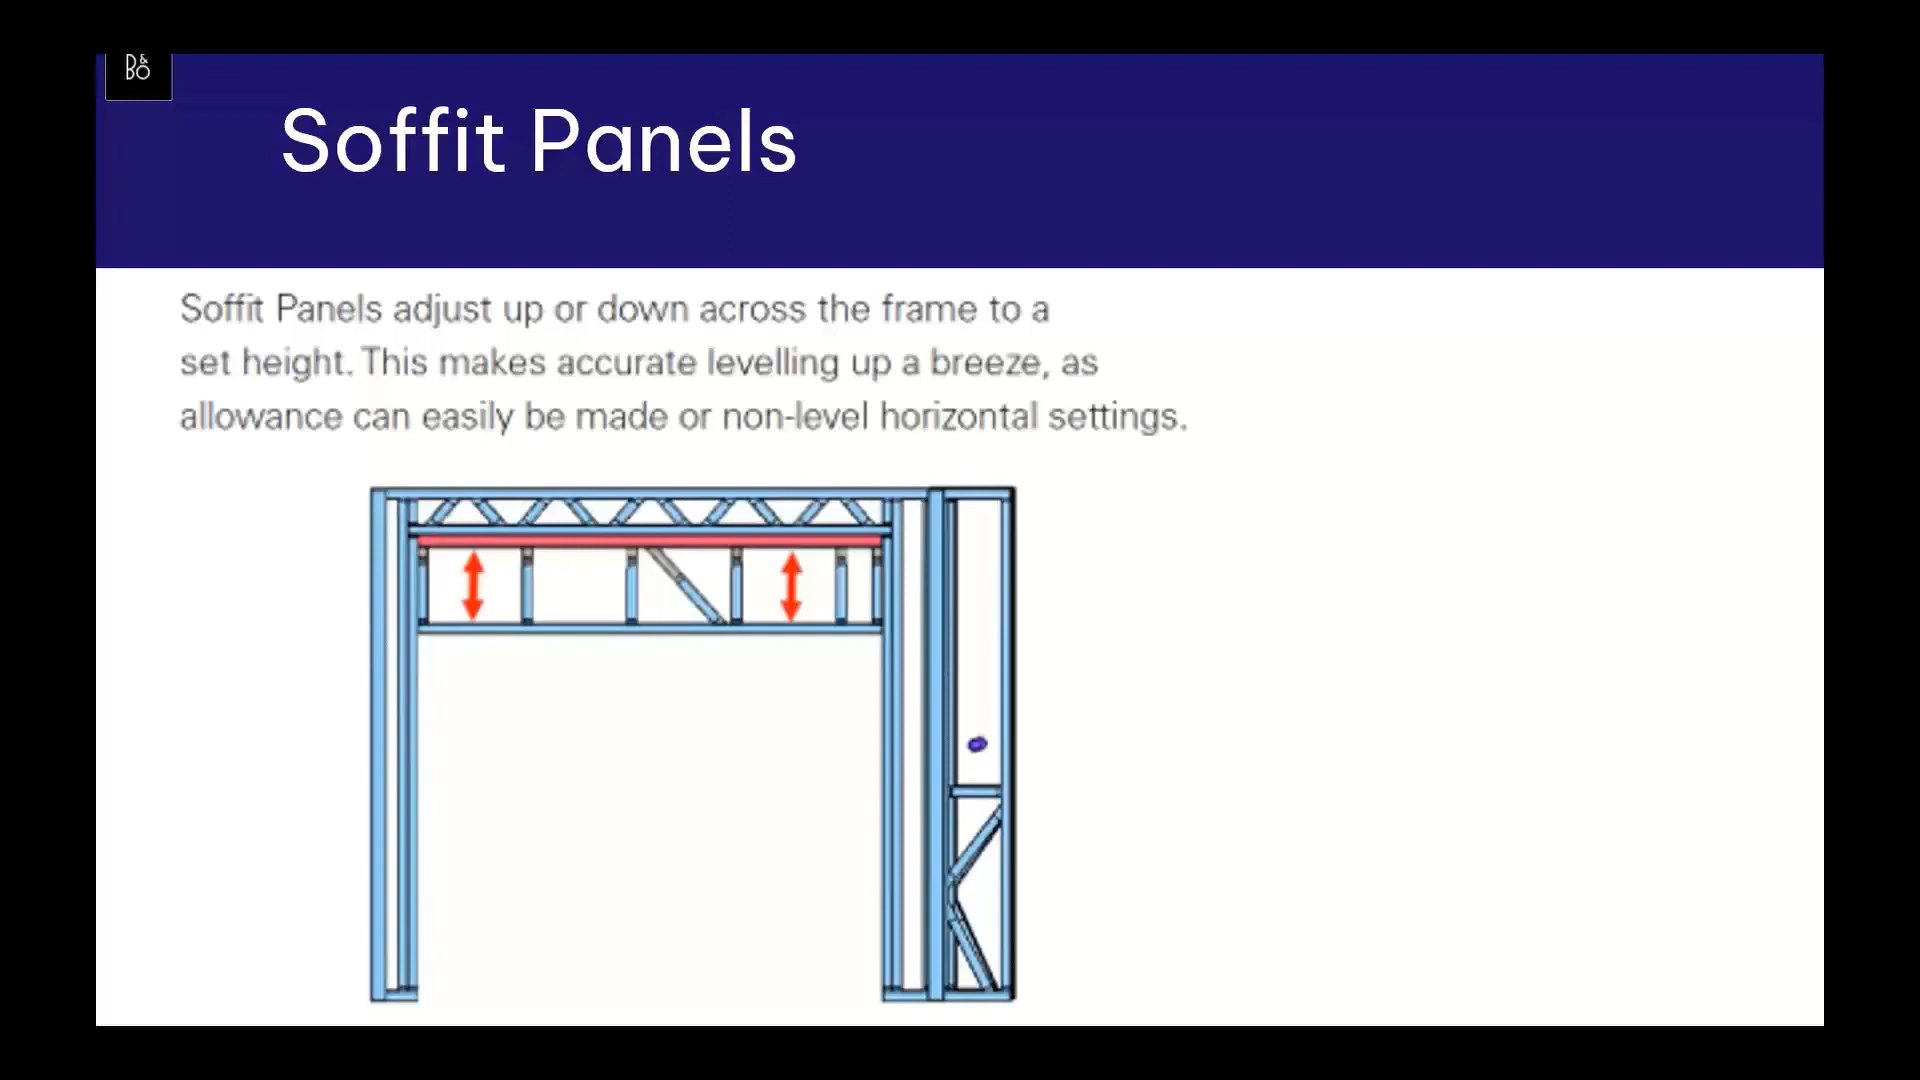 B&O
Soffit Panels
Soffit Panels adjust up or down across the frame to a
set height. This makes accurate levelling up a breeze, as
allowance can easily be made or non-level horizontal settings.